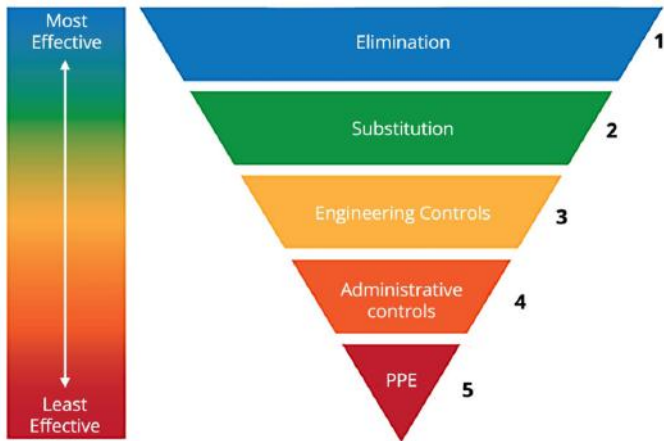 Most
Effective
Elimination
1
Substitution
2
Engineering Controls
3
Administrative
controls
4
PPE
5
Least
Effective